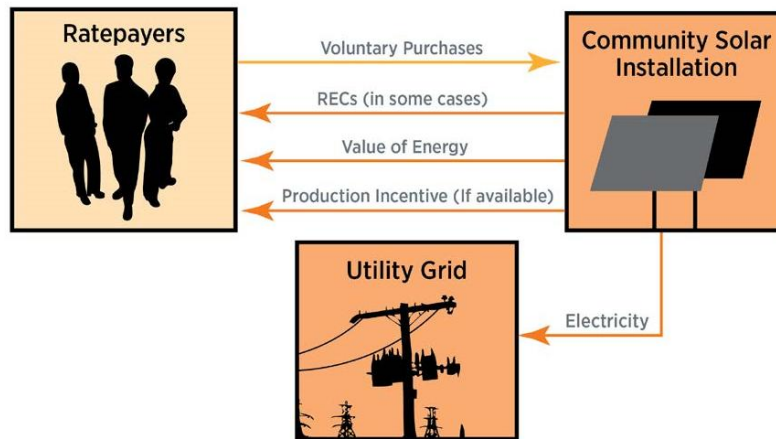 Ratepayers
Voluntary Purchases
RECs (in some cases)
Value of Energy
Production Incentive (If available)
Community Solar
Installation
Utility Grid
Electricity